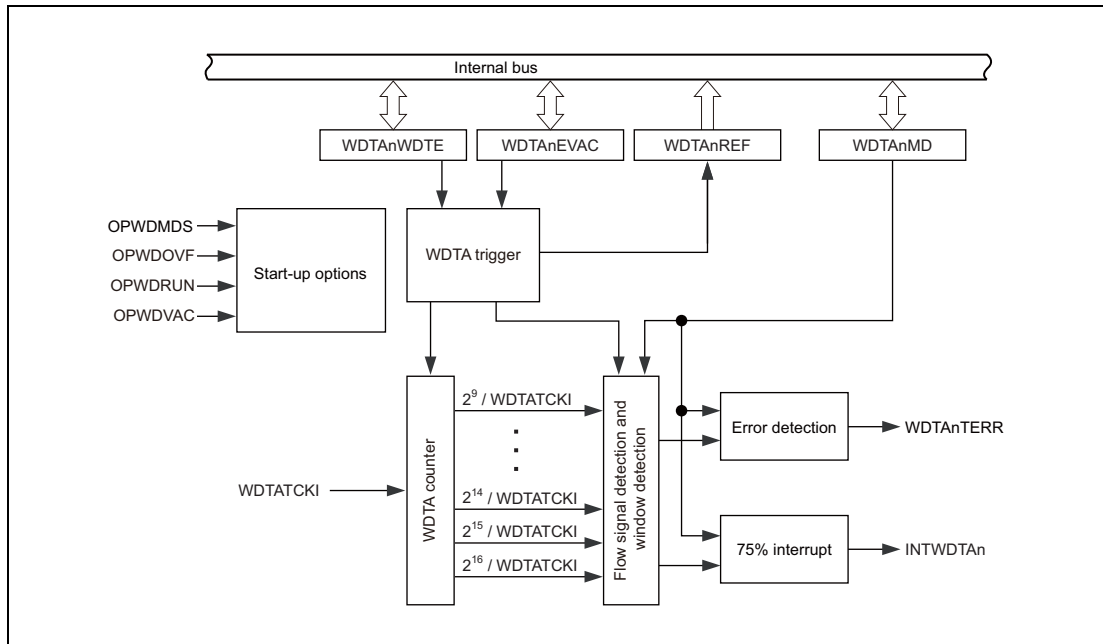 Internal bus
WDTAnWDTE
WDTAnEVAC
WDTAnREF
WDTAnMD
OPWDMDS
OPWDOVF
OPWDRUN
OPWDVAC
Start-up options
WDTA trigger
WDTATCKI
WDTA counter
2⁹ / WDTATCKI
2¹⁴ / WDTATCKI
2¹⁵ / WDTATCKI
2¹⁶ / WDTATCKI
Flow signal detection and
window detection
Error detection
WDTAnTERR
75% interrupt
INTWDTAn